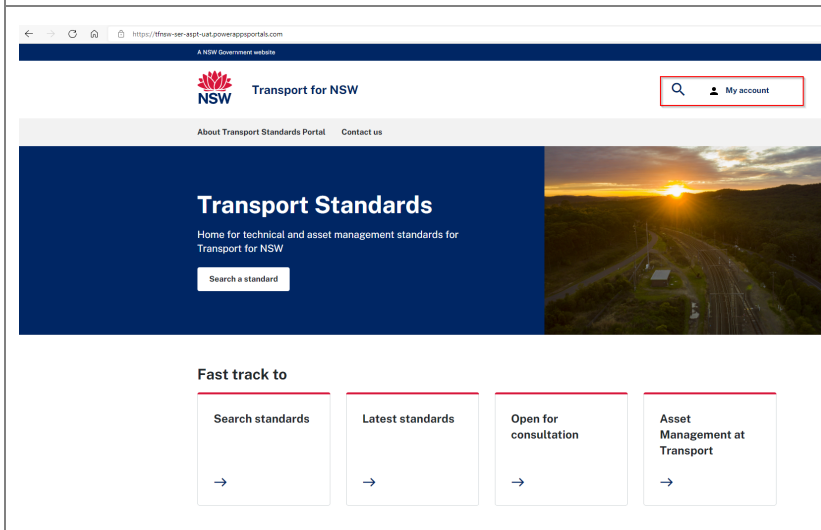 https://tfnsw-ser-aspt-uat.powerappsportals.com
A NSW Government website
NSW
Transport for NSW
My account
About Transport Standards Portal
Contact us
Transport Standards
Home for technical and asset management standards for
Transport for NSW
Search a standard
Fast track to
Search standards
Latest standards
Open for
consultation
Asset
Management at
Transport